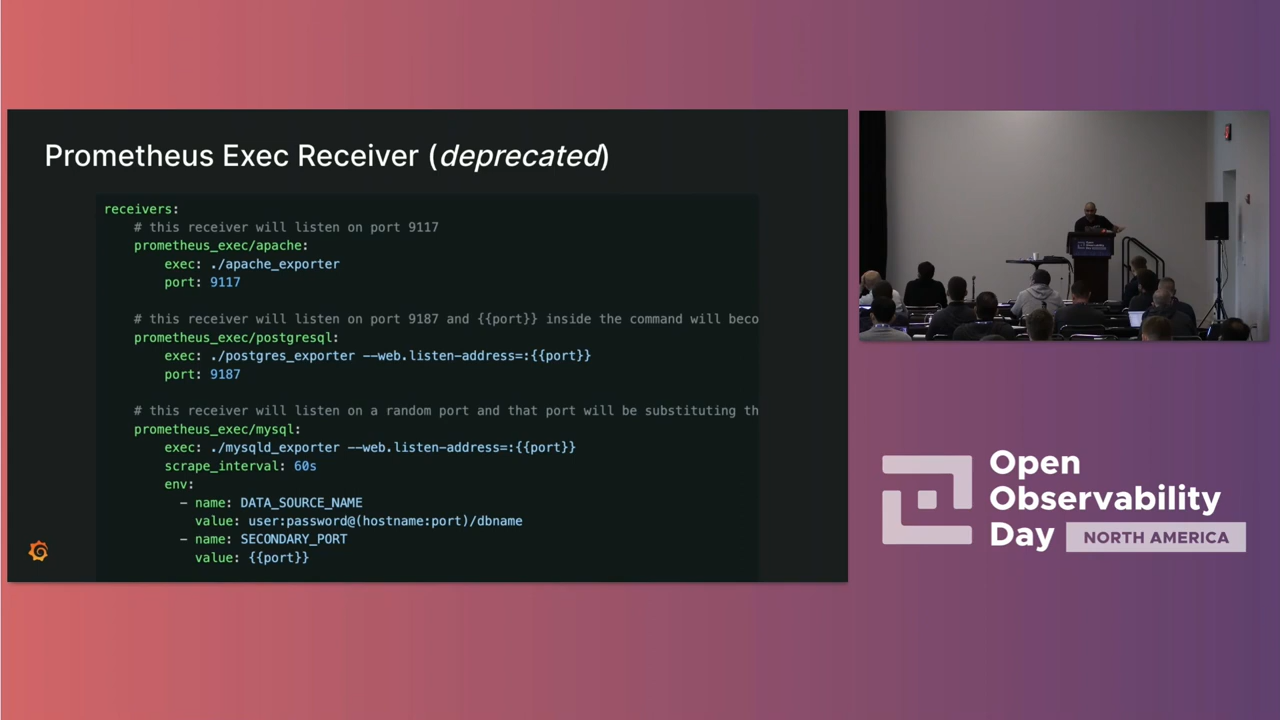 Prometheus Exec Receiver (deprecated)
receivers:
# this receiver will listen on port 9117
prometheus_exec/apache:
exec: ./apache_exporter
port: 9117
# this receiver will listen on port 9187 and {{port}} inside the command will beco
prometheus_exec/postgresql:
exec: ./postgres_exporter --web.listen-address=:{{port}}
port: 9187
# this receiver will listen on a random port and that port will be substituting th
prometheus_exec/mysql:
exec: ./mysqld_exporter --web.listen-address=:{{port}}
scrape_interval: 60s
env:
- name: DATA_SOURCE_NAME
value: user:password@(hostname:port)/dbname
- name: SECONDARY_PORT
value: {{port}}
Open
Observability
Day NORTH AMERICA